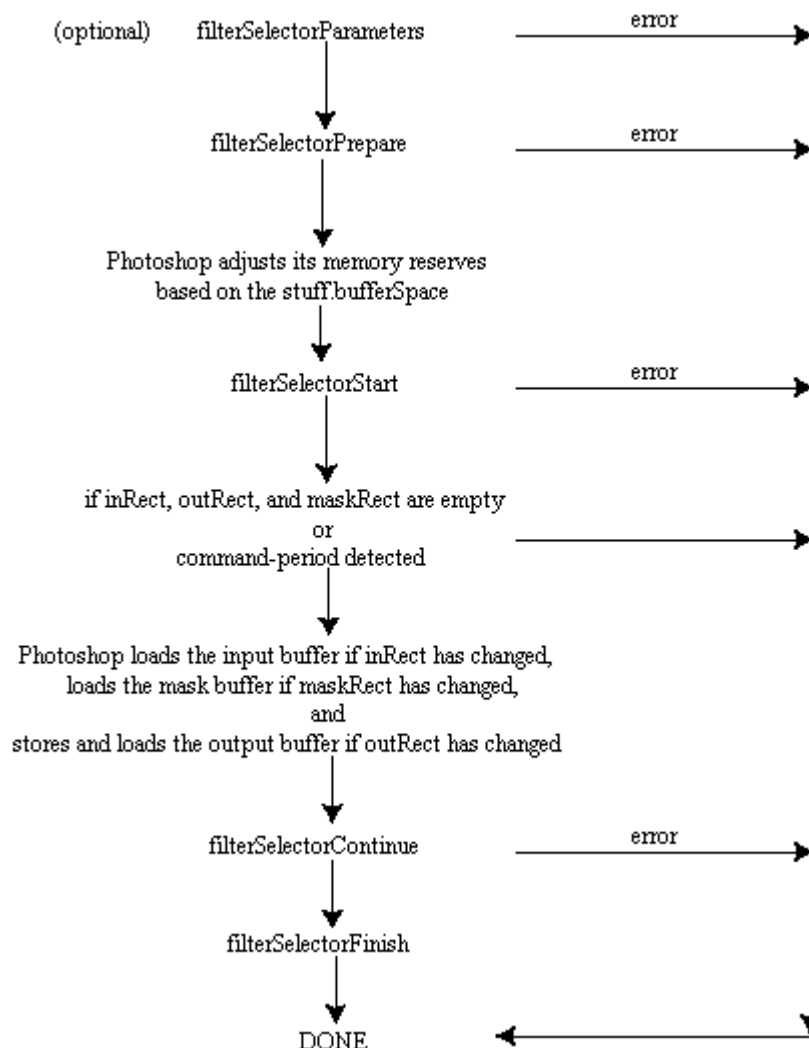 (optional) filterSelectorParameters error
filterSelectorPrepare error
Photoshop adjusts its memory reserves
based on the stuff.bufferSpace
filterSelectorStart error
if inRect, outRect, and maskRect are empty
or
command-period detected
Photoshop loads the input buffer if inRect has changed,
loads the mask buffer if maskRect has changed,
and
stores and loads the output buffer if outRect has changed
filterSelectorContinue error
filterSelectorFinish
DONE